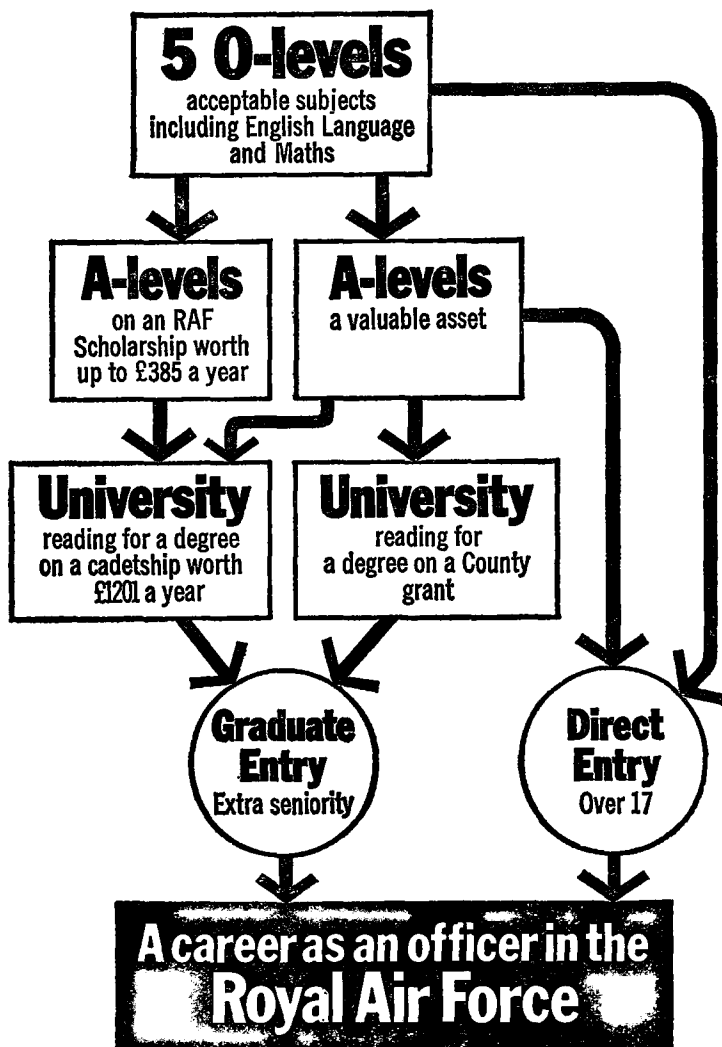 5 O-levels
acceptable subjects
including English Language
and Maths
A-levels
on an RAF
Scholarship worth
up to £385 a year
A-levels
a valuable asset
University
reading for a degree
on a cadetship worth
£1201 a year
University
reading for
a degree on a County
grant
Graduate
Entry
Extra seniority
Direct
Entry
Over 17
A career as an officer in the
Royal Air Force